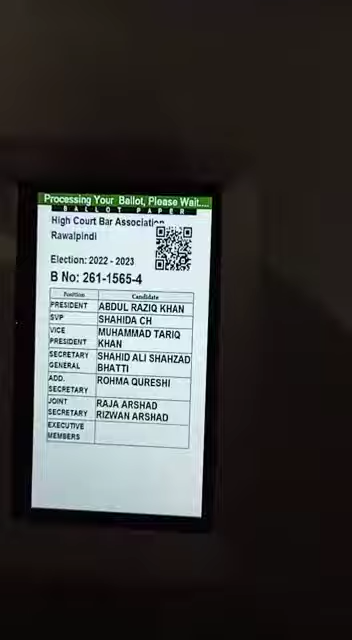 Processing Your Ballot, Please Wait....
BALLOT PAPER
High Court Bar Association
Rawalpindi
Election: 2022 - 2023
B No: 261-1565-4
Position Candidate
PRESIDENT ABDUL RAZIQ KHAN
SVP SHAHIDA CH
VICE PRESIDENT MUHAMMAD TARIQ KHAN
SECRETARY GENERAL SHAHID ALI SHAHZAD BHATTI
ADD. SECRETARY ROHMA QURESHI
JOINT SECRETARY RAJA ARSHAD RIZWAN ARSHAD
EXECUTIVE MEMBERS